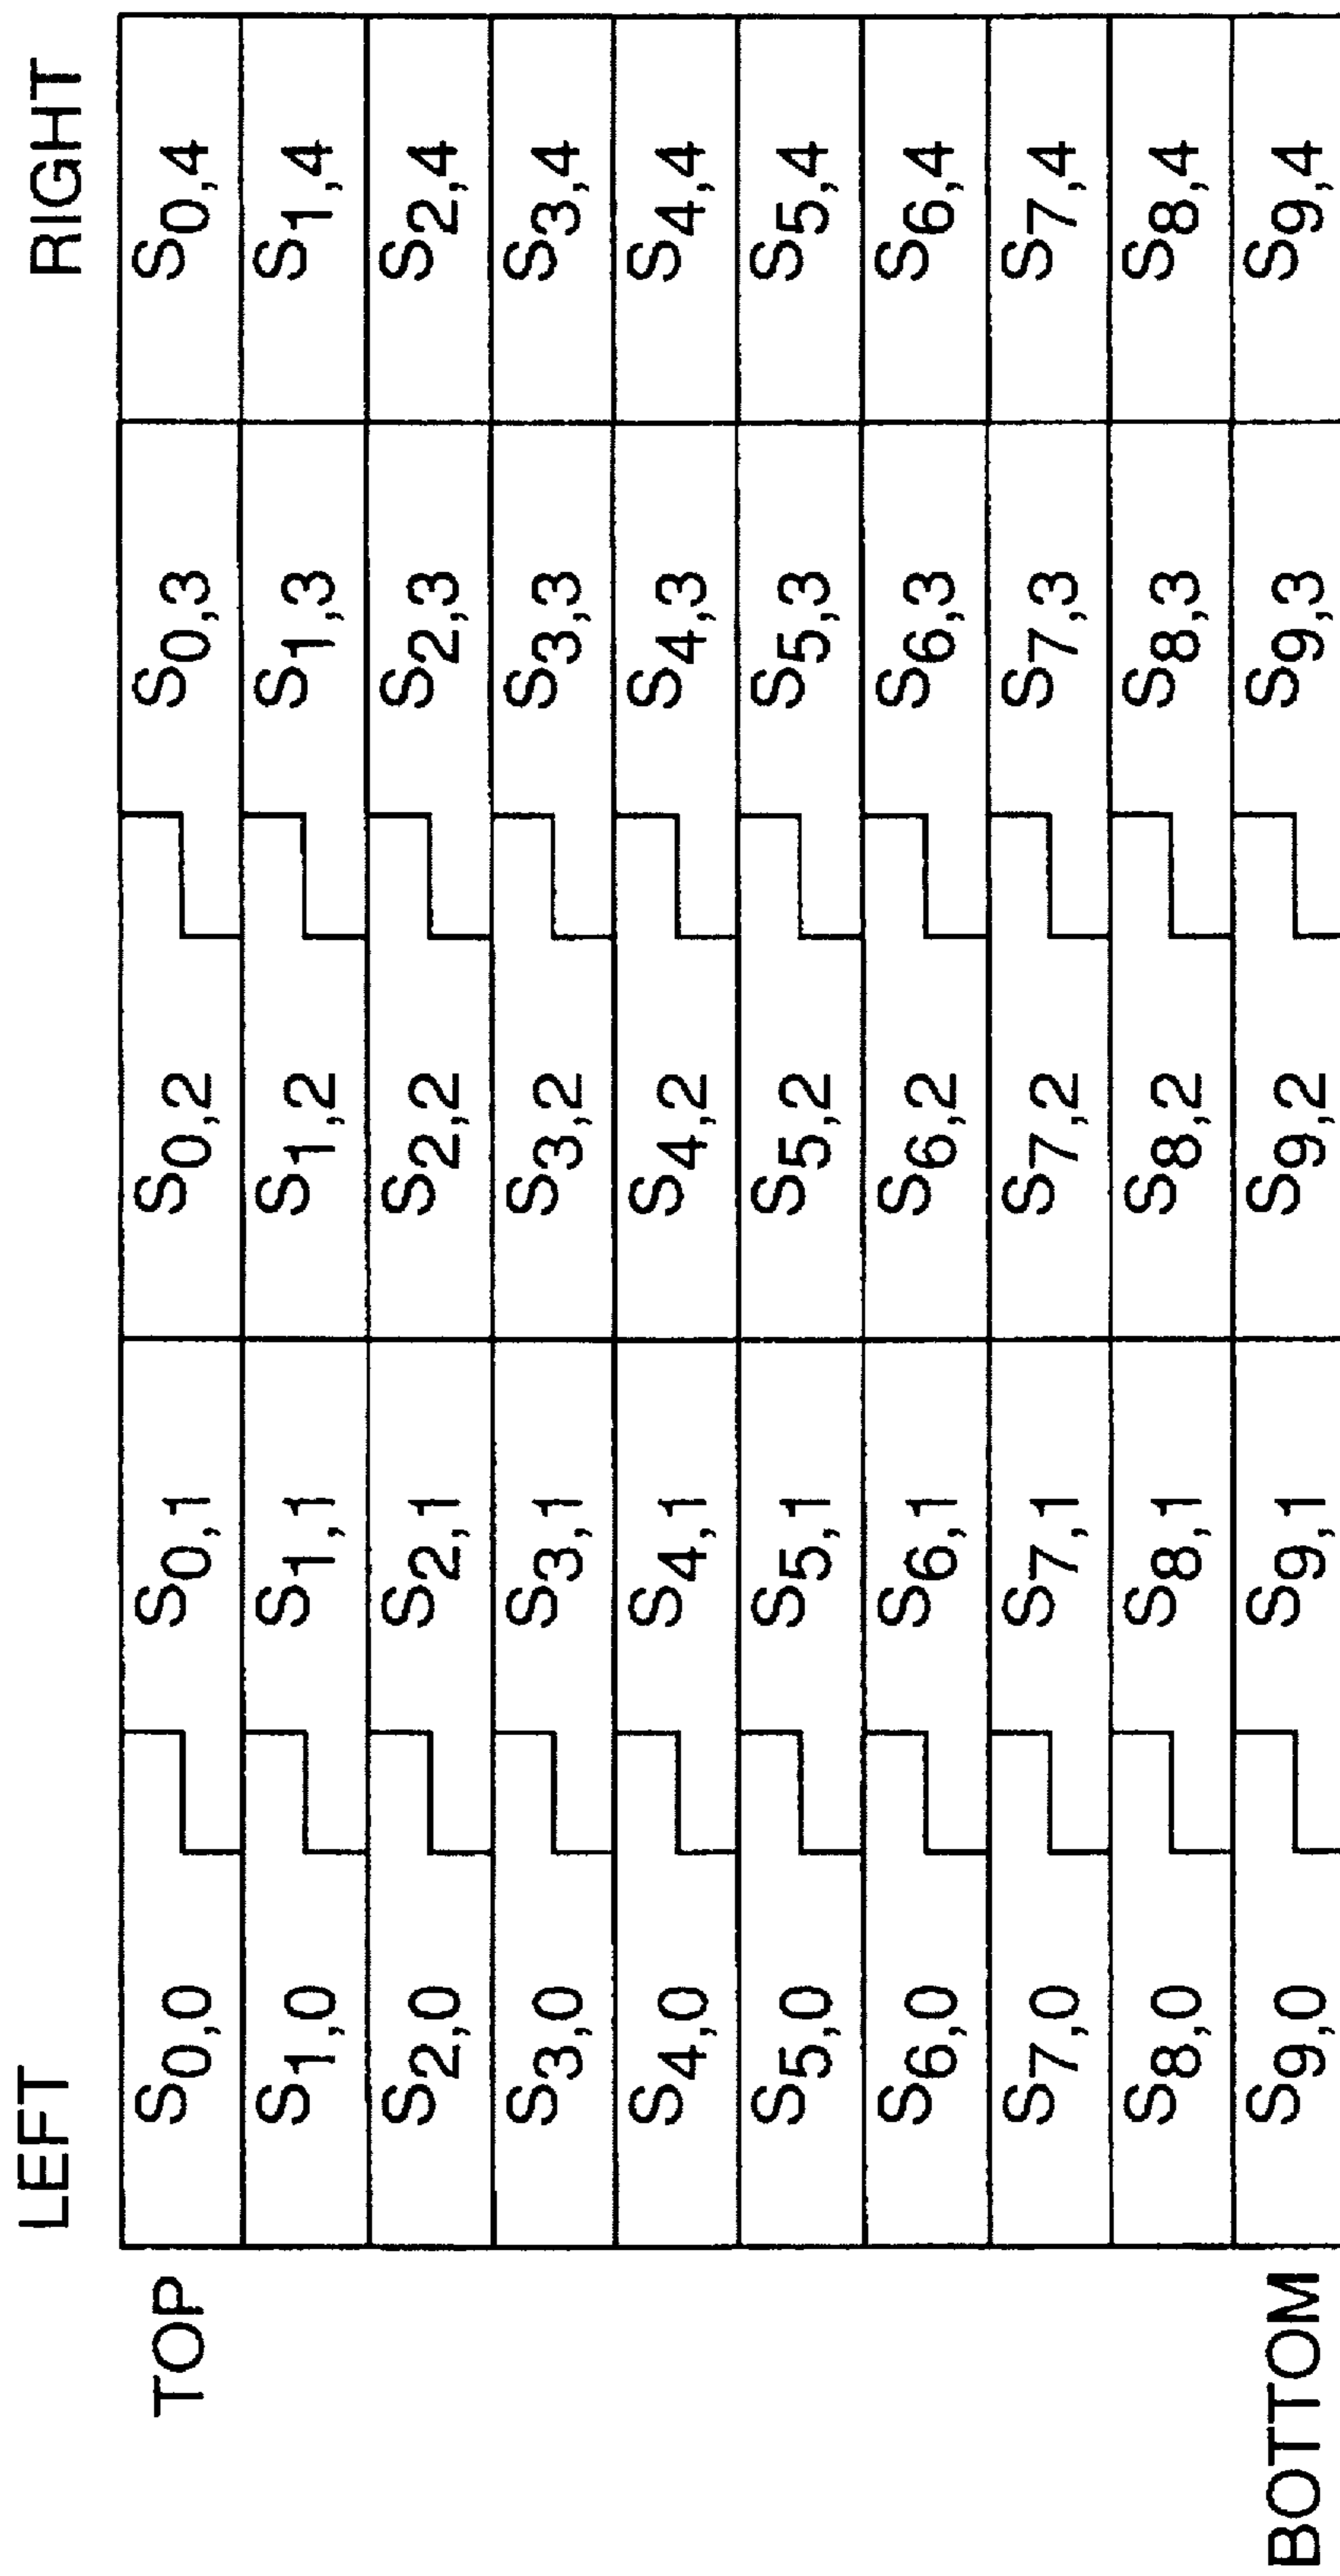 LEFT RIGHT
TOP S0,0 S0,1 S0,2 S0,3 S0,4
S1,0 S1,1 S1,2 S1,3 S1,4
S2,0 S2,1 S2,2 S2,3 S2,4
S3,0 S3,1 S3,2 S3,3 S3,4
S4,0 S4,1 S4,2 S4,3 S4,4
S5,0 S5,1 S5,2 S5,3 S5,4
S6,0 S6,1 S6,2 S6,3 S6,4
S7,0 S7,1 S7,2 S7,3 S7,4
S8,0 S8,1 S8,2 S8,3 S8,4
BOTTOM S9,0 S9,1 S9,2 S9,3 S9,4